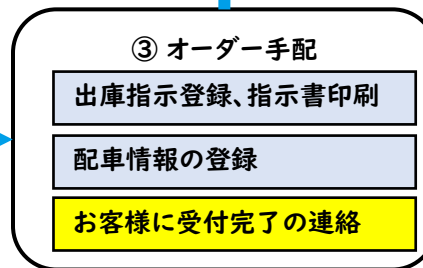 ③ オーダー手配
出庫指示登録、指示書印刷
配車情報の登録
お客様に受付完了の連絡